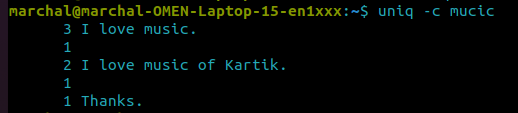 marchal@marchal-OMEN-Laptop-15-en1xxx:~$ uniq -c mucic
3 I love music.
1
2 I love music of Kartik.
1
1 Thanks.